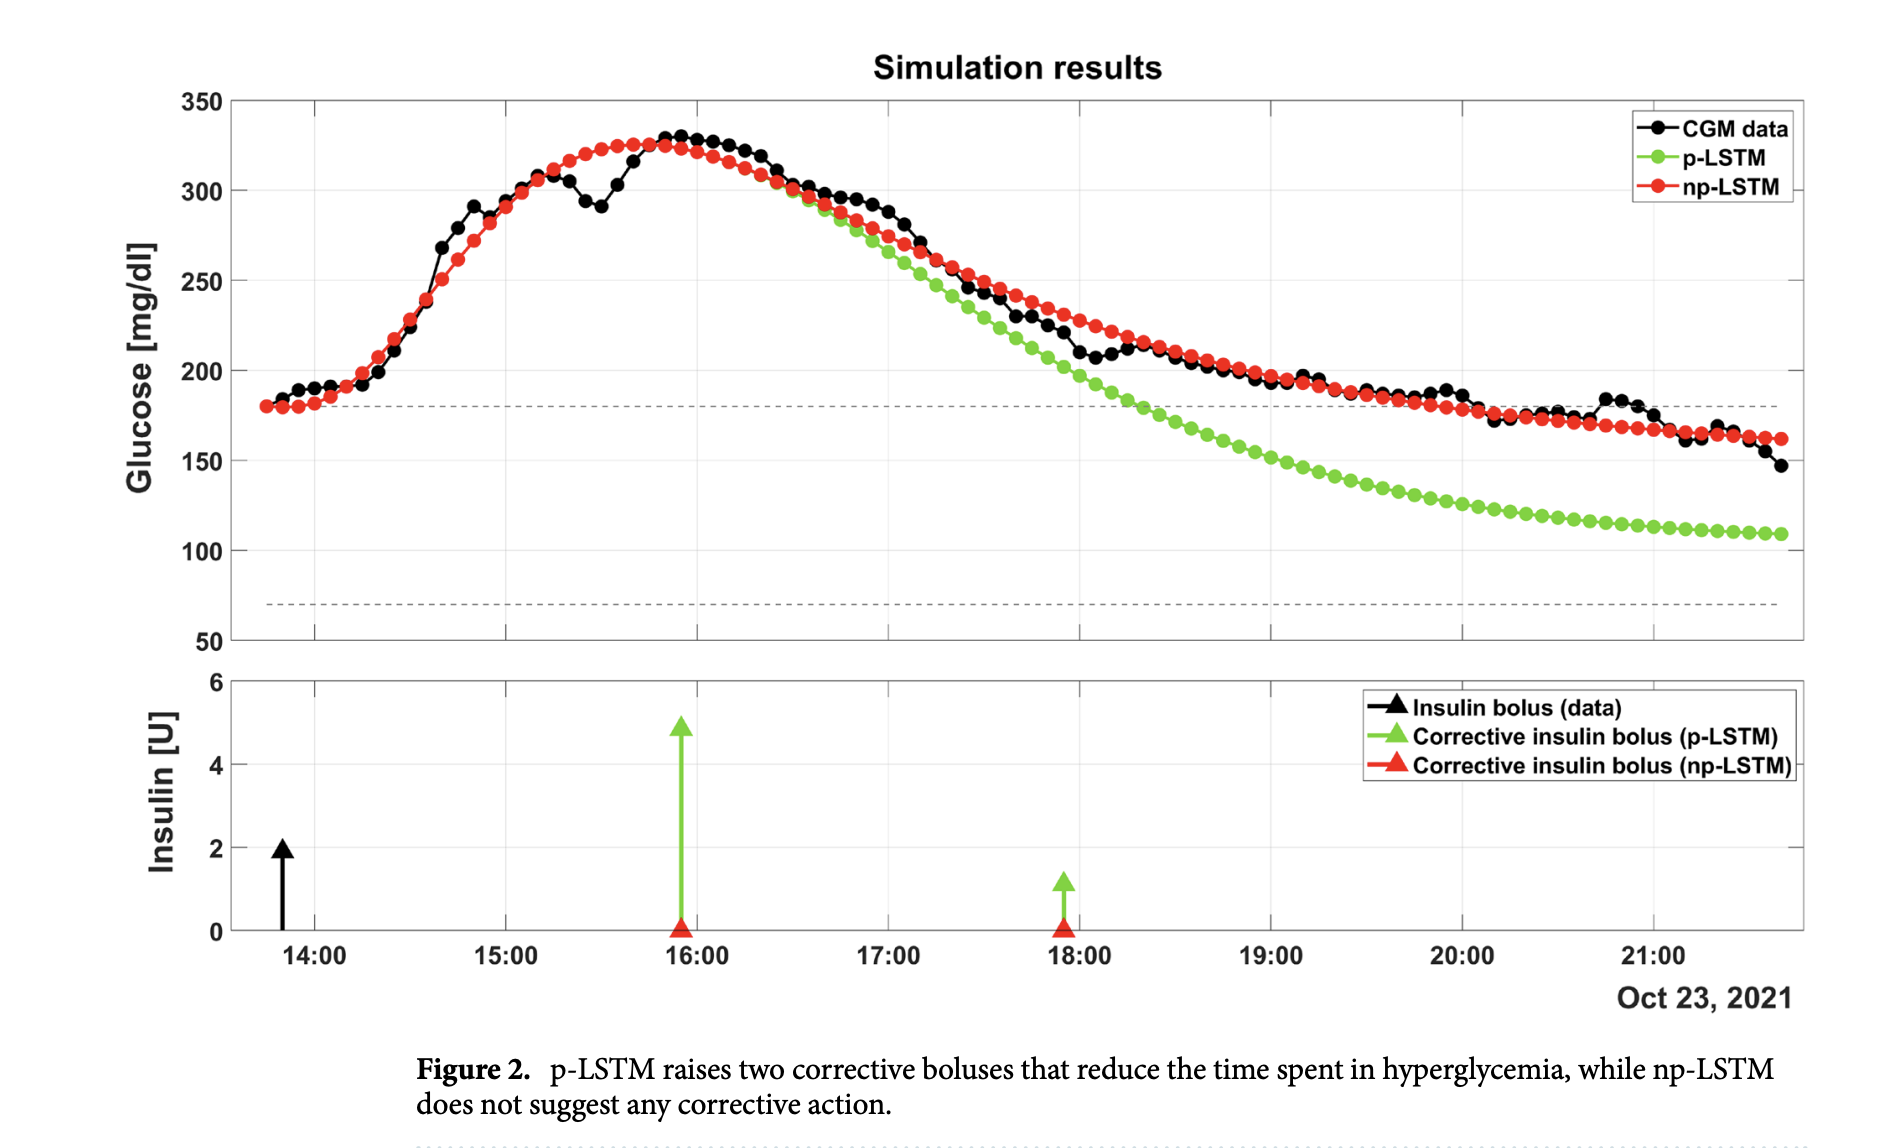 Simulation results
350
300
250
200
150
100
50
Glucose [mg/dl]
CGM data
p-LSTM
np-LSTM
6
4
2
0
Insulin [U]
Insulin bolus (data)
Corrective insulin bolus (p-LSTM)
Corrective insulin bolus (np-LSTM)
14:00 15:00 16:00 17:00 18:00 19:00 20:00 21:00
Oct 23, 2021
Figure 2. p-LSTM raises two corrective boluses that reduce the time spent in hyperglycemia, while np-LSTM
does not suggest any corrective action.